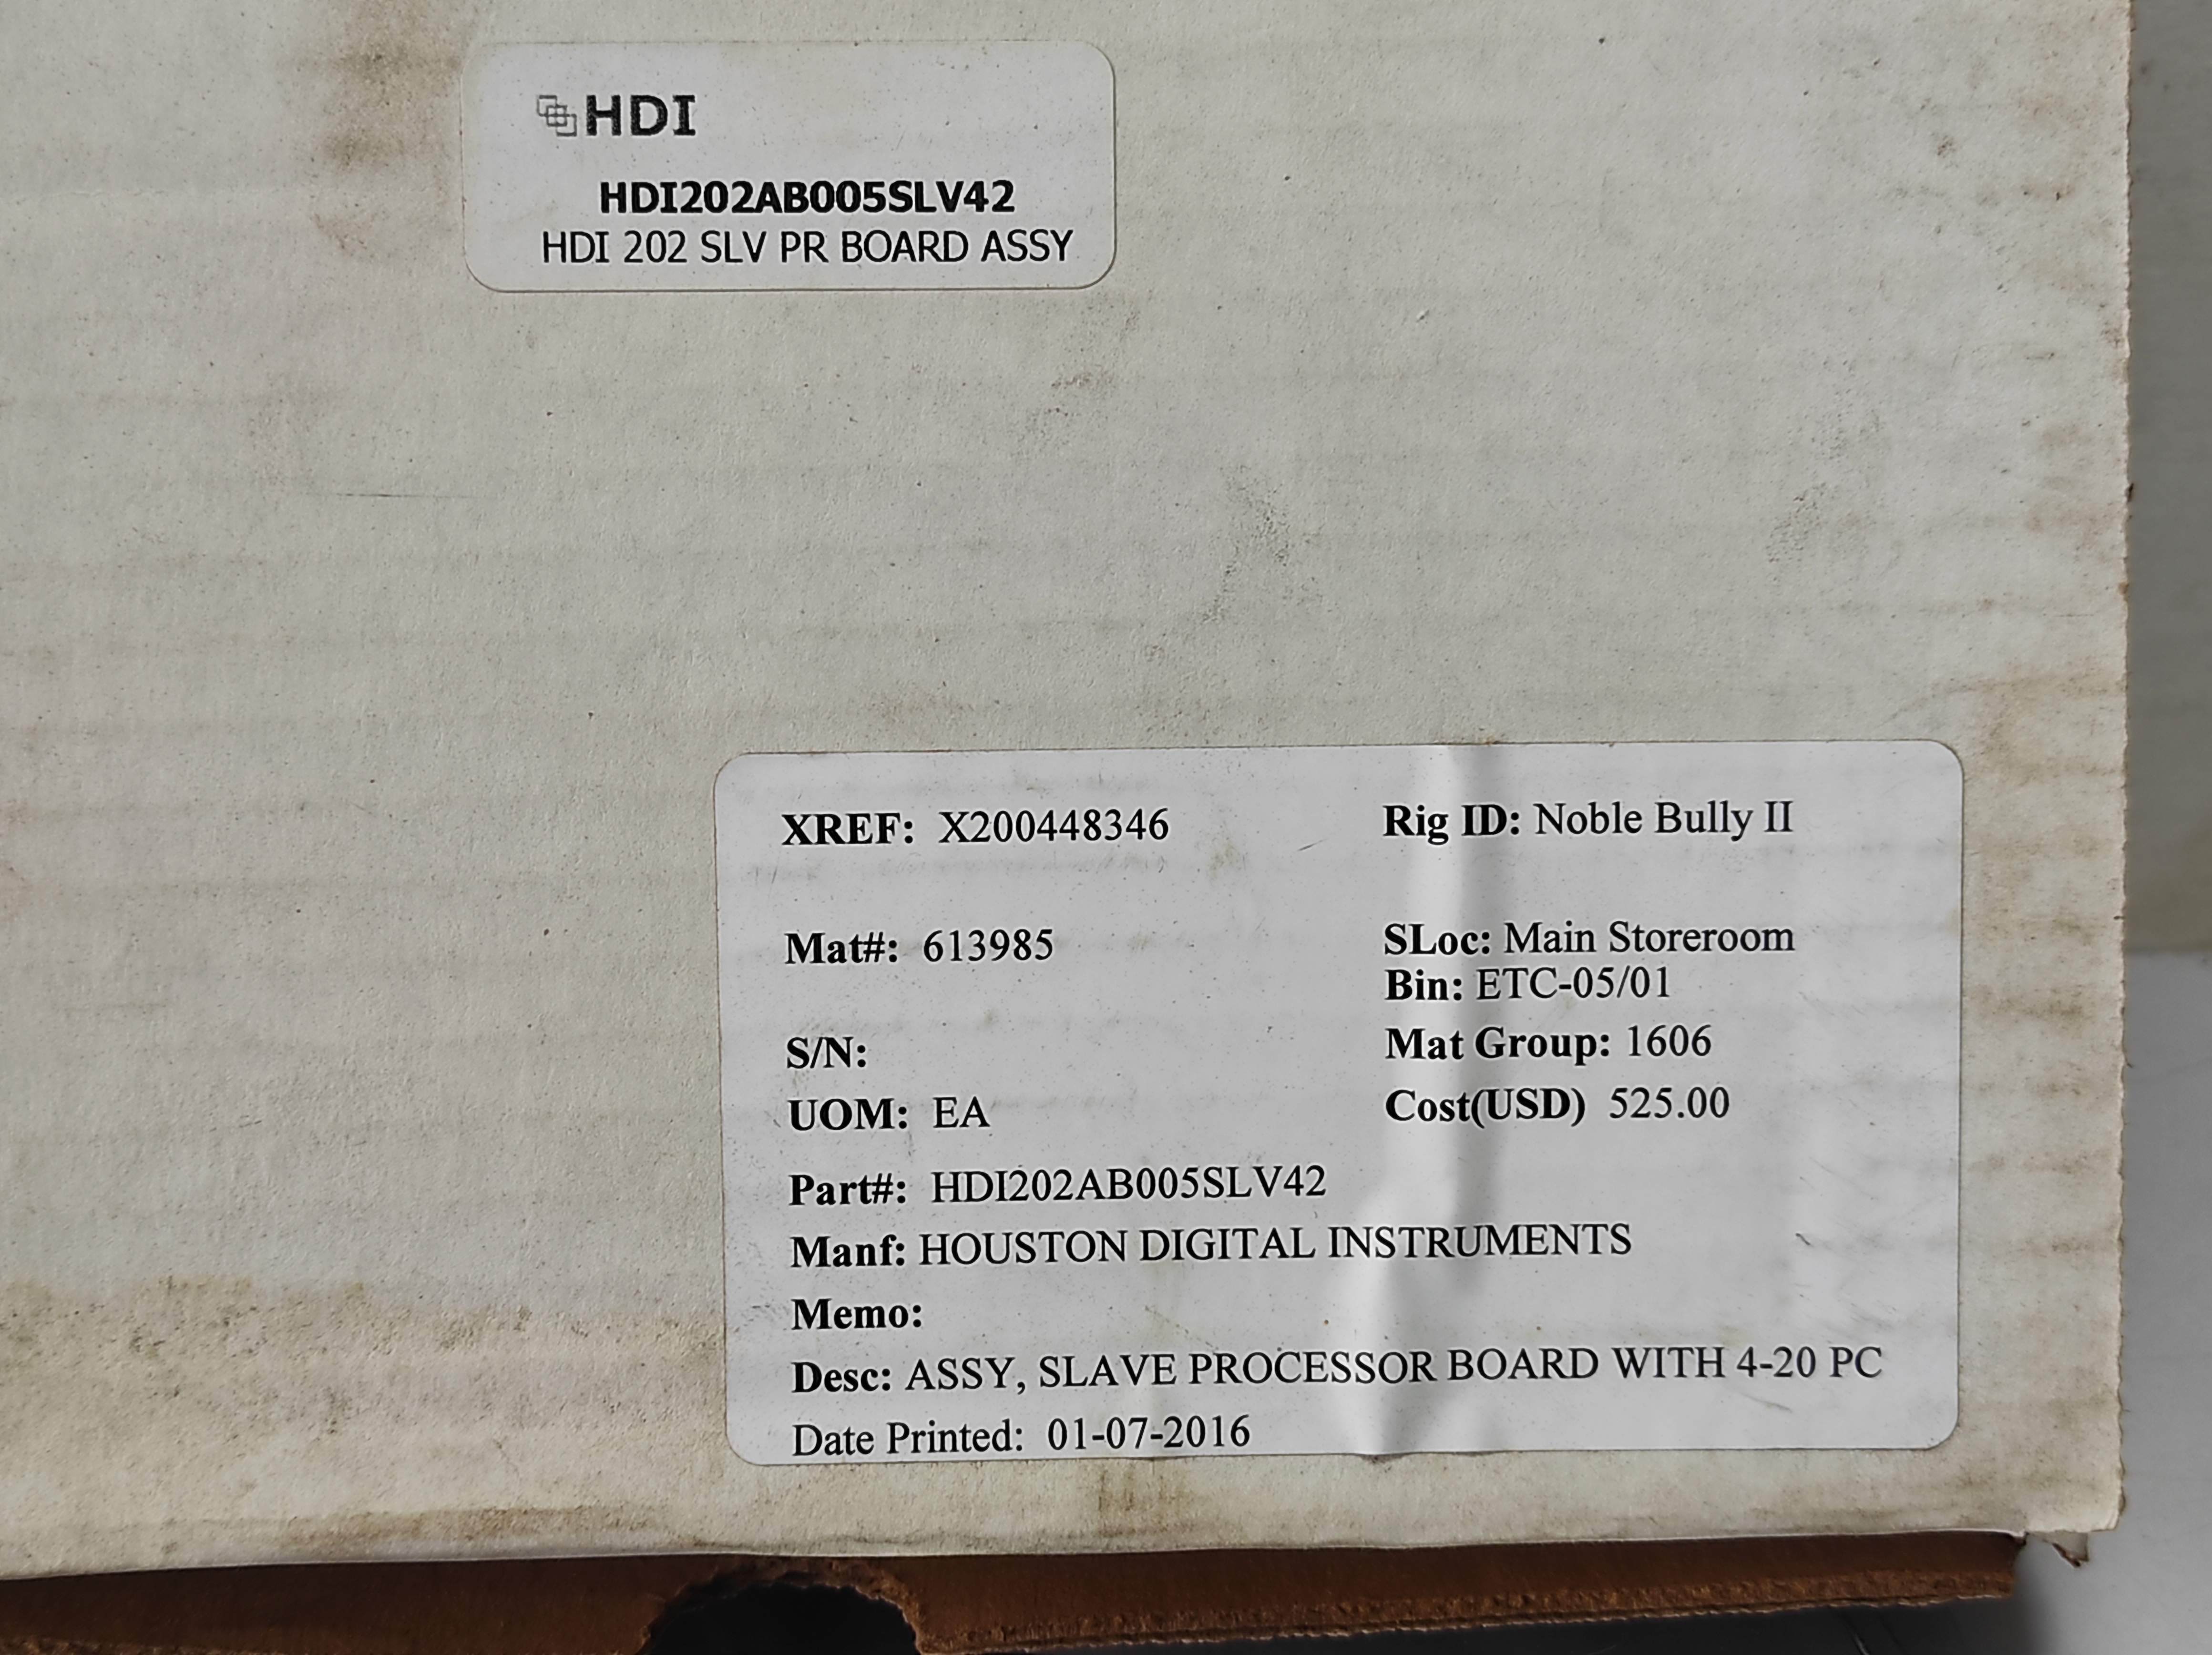 HDI
HDI202AB005SLV42
HDI 202 SLV PR BOARD ASSY
XREF: X200448346 Rig ID: Noble Bully II
Mat#: 613985 SLoc: Main Storeroom
Bin: ETC-05/01
S/N: Mat Group: 1606
UOM: EA Cost(USD) 525.00
Part#: HDI202AB005SLV42
Manf: HOUSTON DIGITAL INSTRUMENTS
Memo:
Desc: ASSY, SLAVE PROCESSOR BOARD WITH 4-20 PC
Date Printed: 01-07-2016